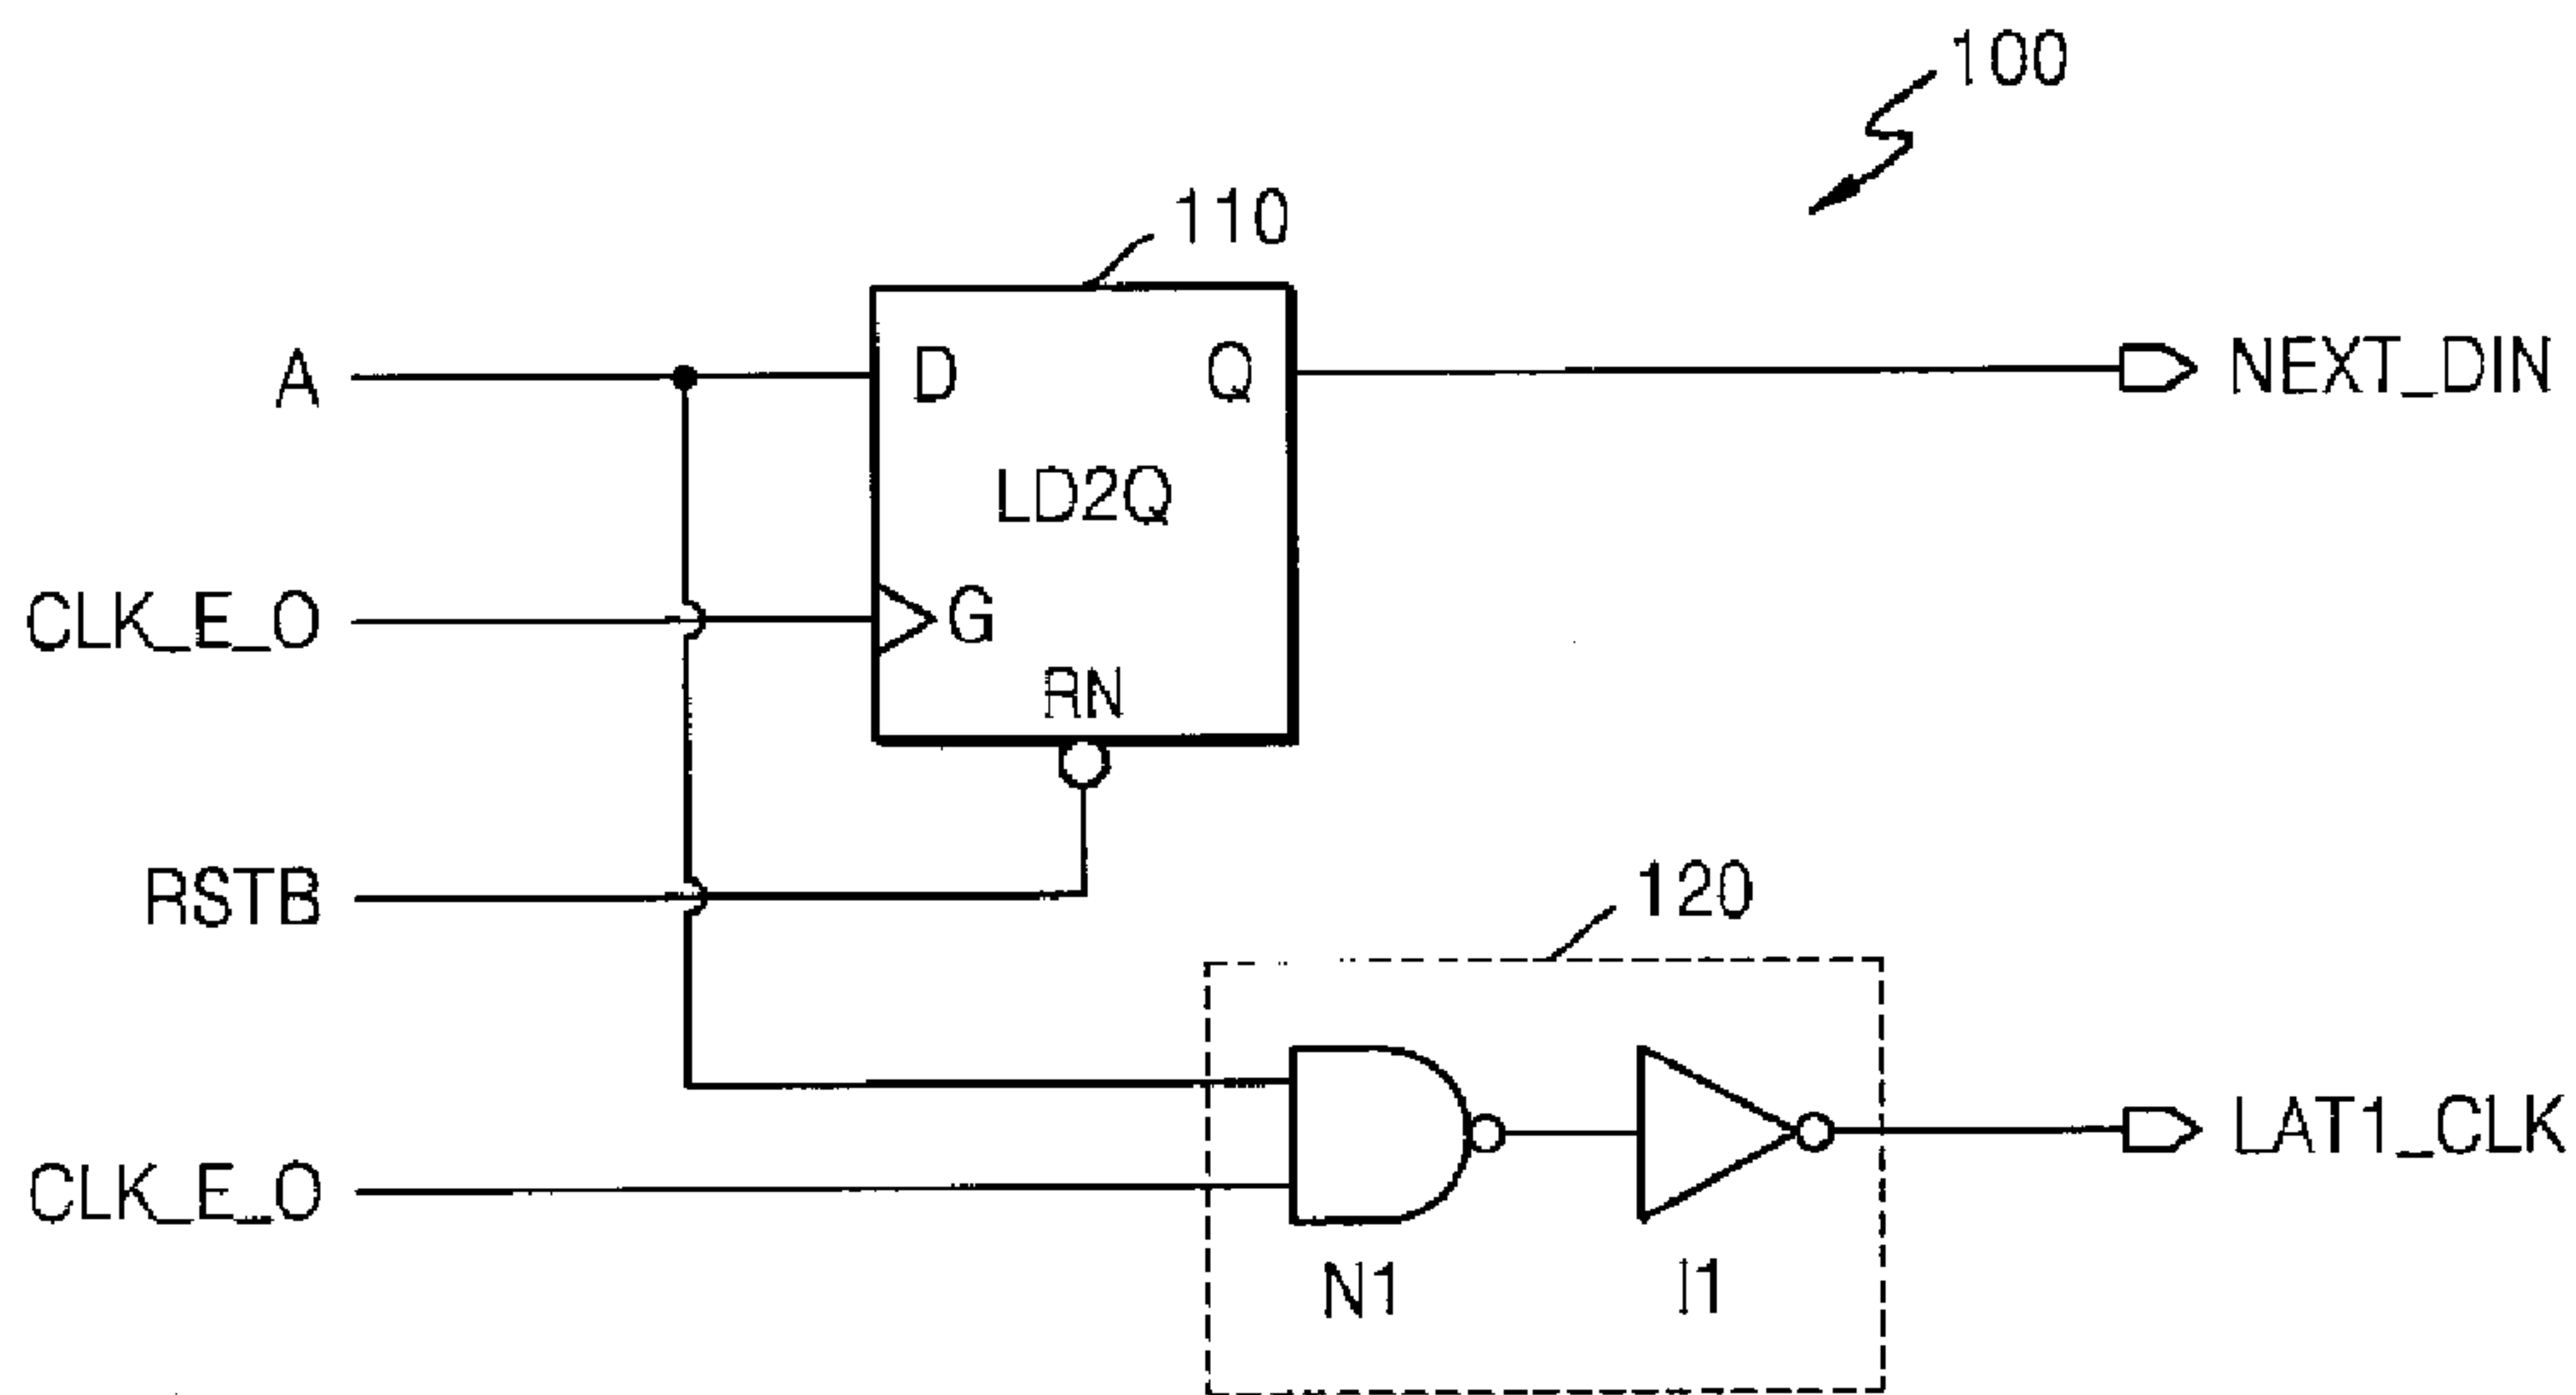 100
110
A
D
Q
NEXT_DIN
LD2Q
CLK_E_O
G
RN
RSTB
120
CLK_E_O
LAT1_CLK
N1
I1